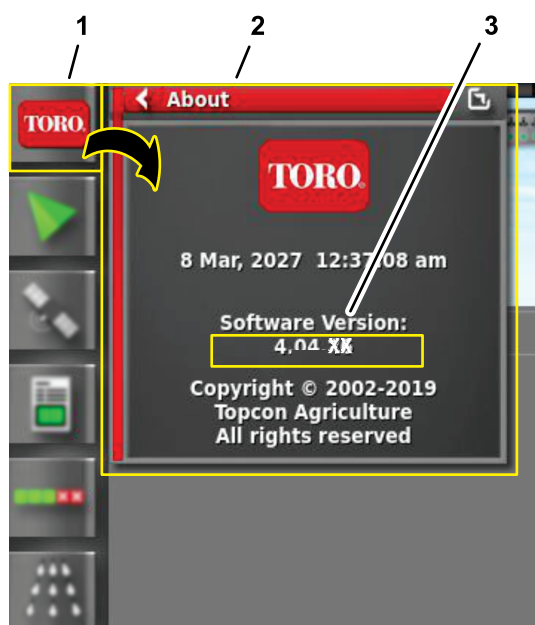 1
2
3
TORO.
About
TORO.
8 Mar, 2027 12:37:08 am
Software Version:
4.04.XX
Copyright © 2002-2019
Topcon Agriculture
All rights reserved